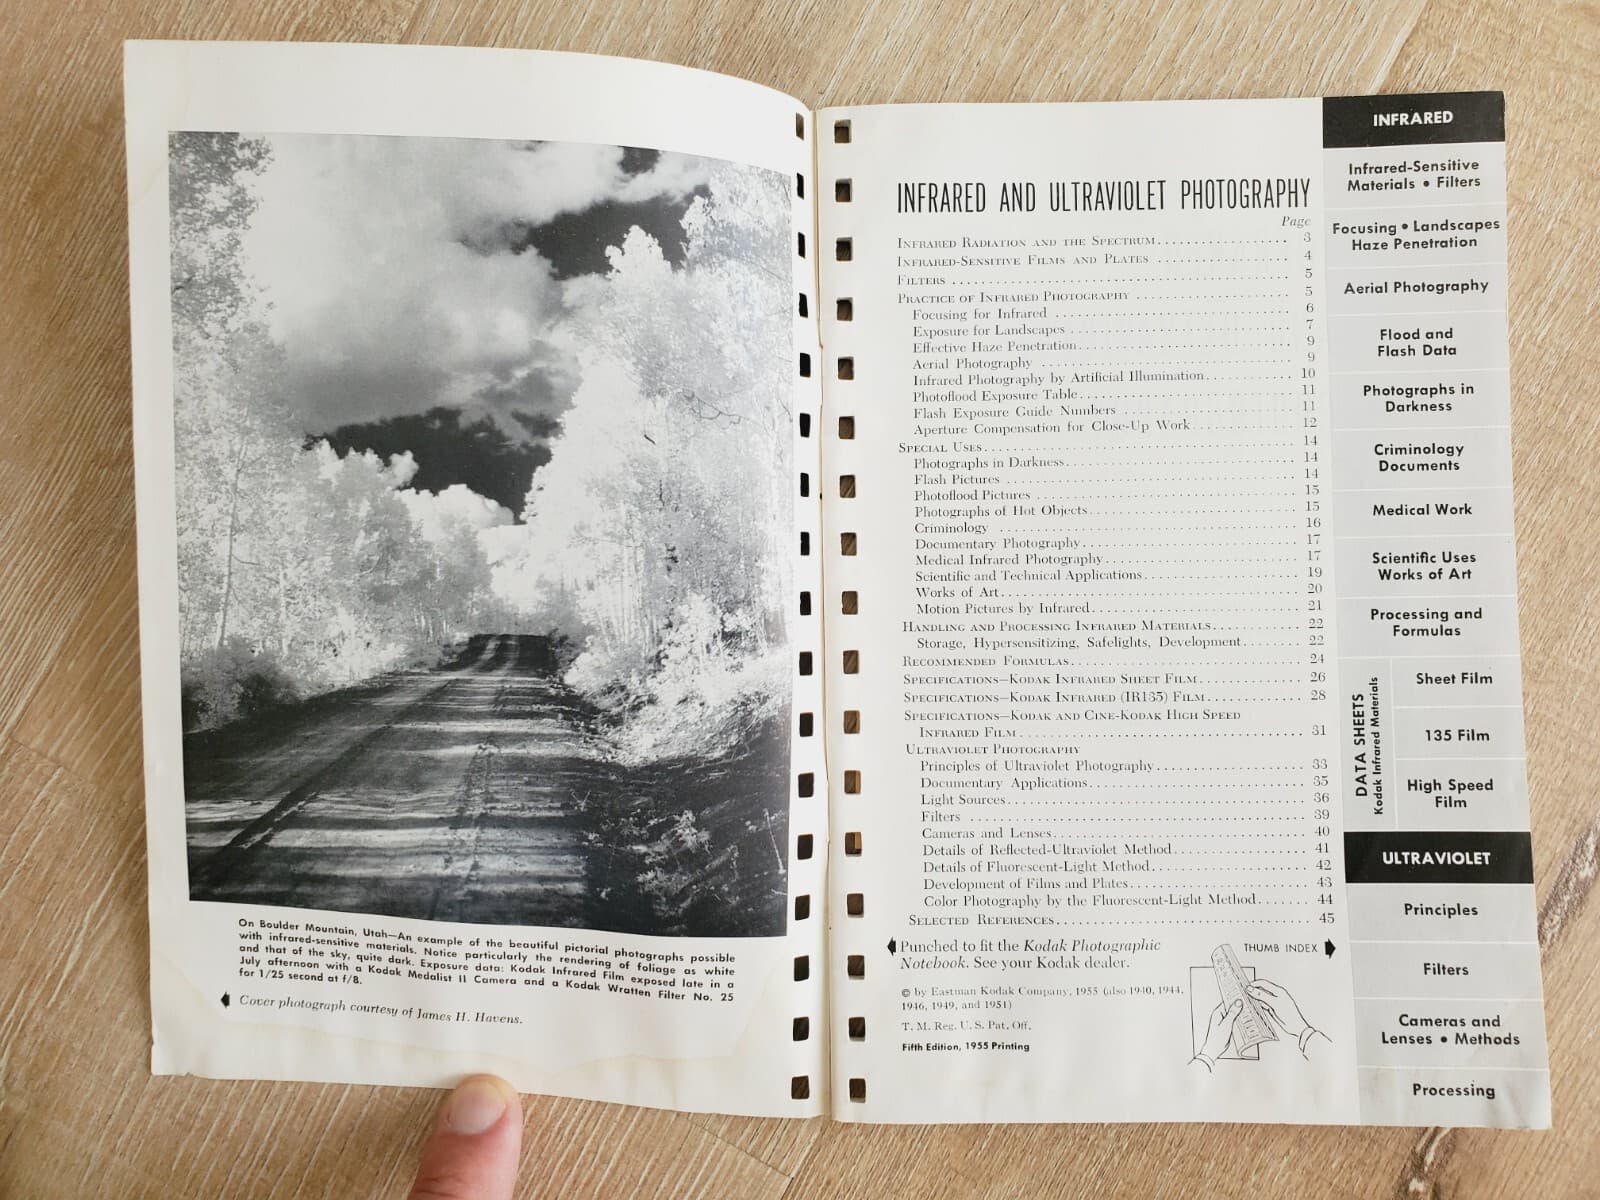 On Boulder Mountain, Utah—An example of the beautiful pictorial photographs possible
with infrared-sensitive materials. Notice particularly the rendering of foliage as white
and that of the sky, quite dark. Exposure data: Kodak Infrared Film exposed late in a
July afternoon with a Kodak Medalist II Camera and a Kodak Wratten Filter No. 25
for 1/25 second at f/8.
Cover photograph courtesy of James H. Havens.
INFRARED AND ULTRAVIOLET PHOTOGRAPHY
Page
INFRARED RADIATION AND THE SPECTRUM 3
INFRARED-SENSITIVE FILMS AND PLATES 4
FILTERS 5
PRACTICE OF INFRARED PHOTOGRAPHY 5
Focusing for Infrared 6
Exposure for Landscapes 7
Effective Haze Penetration 9
Aerial Photography 9
Infrared Photography by Artificial Illumination 10
Photoflood Exposure Table 11
Flash Exposure Guide Numbers 11
Aperture Compensation for Close-Up Work 12
SPECIAL USES 14
Photographs in Darkness 14
Flash Pictures 14
Photoflood Pictures 15
Photographs of Hot Objects 15
Criminology 16
Documentary Photography 17
Medical Infrared Photography 17
Scientific and Technical Applications 19
Works of Art 20
Motion Pictures by Infrared 21
HANDLING AND PROCESSING INFRARED MATERIALS 22
Storage, Hypersensitizing, Safelights, Development 22
RECOMMENDED FORMULAS 24
SPECIFICATIONS—KODAK INFRARED SHEET FILM 26
SPECIFICATIONS—KODAK INFRARED (IR135) FILM 28
SPECIFICATIONS—KODAK AND CINE-KODAK HIGH SPEED
INFRARED FILM 31
ULTRAVIOLET PHOTOGRAPHY
Principles of Ultraviolet Photography 33
Documentary Applications 35
Light Sources 36
Filters 39
Cameras and Lenses 40
Details of Reflected-Ultraviolet Method 41
Details of Fluorescent-Light Method 42
Development of Films and Plates 43
Color Photography by the Fluorescent-Light Method 44
SELECTED REFERENCES 45
Punched to fit the Kodak Photographic
Notebook. See your Kodak dealer.
THUMB INDEX
© by Eastman Kodak Company, 1955 (also 1940, 1944,
1946, 1949, and 1951)
T. M. Reg. U. S. Pat. Off.
Fifth Edition, 1955 Printing
INFRARED
Infrared-Sensitive
Materials • Filters
Focusing • Landscapes
Haze Penetration
Aerial Photography
Flood and
Flash Data
Photographs in
Darkness
Criminology
Documents
Medical Work
Scientific Uses
Works of Art
Processing and
Formulas
DATA SHEETS
Kodak Infrared Materials
Sheet Film
135 Film
High Speed
Film
ULTRAVIOLET
Principles
Filters
Cameras and
Lenses • Methods
Processing